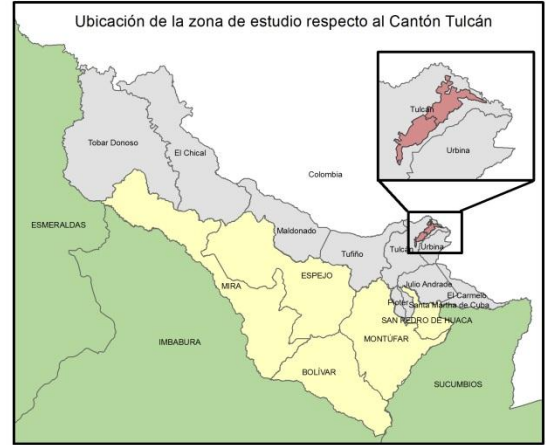 Ubicación de la zona de estudio respecto al Cantón Tulcán
Tulcán
Urbina
Tobar Donoso
El Chical
Colombia
ESMERALDAS
Maldonado
Tufiño
Tulcán
Urbina
ESPEJO
MIRA
Julio Andrade
El Carmelo
Pioter
Santa Martha de Cuba
SAN PEDRO DE HUACA
MONTÚFAR
IMBABURA
BOLÍVAR
SUCUMBIOS